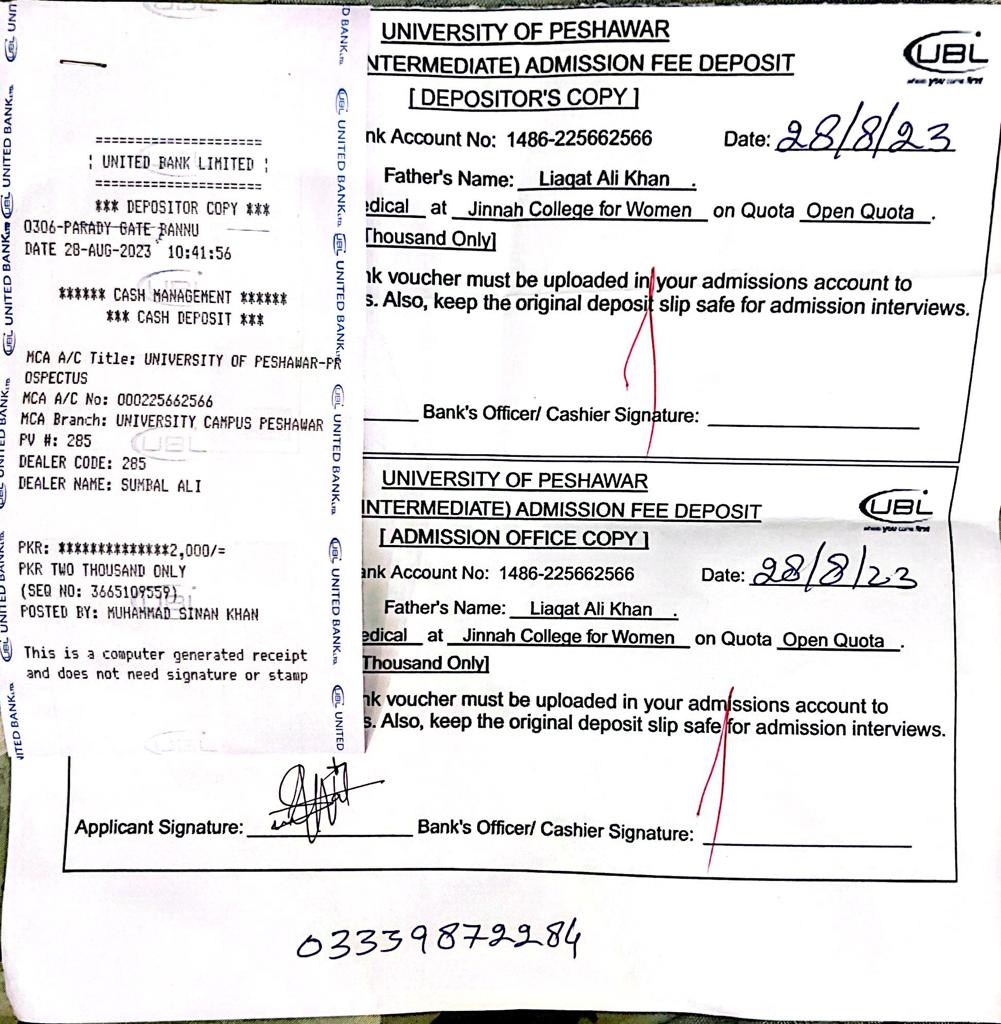 ============================
¦ UNITED BANK LIMITED ¦
============================
*** DEPOSITOR COPY ***
0306-PARADY GATE BANNU
DATE 28-AUG-2023 10:41:56
****** CASH MANAGEMENT ******
*** CASH DEPOSIT ***
MCA A/C Title: UNIVERSITY OF PESHAWAR-PR
OSPECTUS
MCA A/C No: 000225662566
MCA Branch: UNIVERSITY CAMPUS PESHAWAR
PV #: 285
DEALER CODE: 285
DEALER NAME: SUMBAL ALI
PKR: **************2,000/=
PKR TWO THOUSAND ONLY
(SEQ NO: 3665109559)
POSTED BY: MUHAMMAD SINAN KHAN
This is a computer generated receipt
and does not need signature or stamp
UBL UNITED BANK LTD.
UNIVERSITY OF PESHAWAR
NTERMEDIATE) ADMISSION FEE DEPOSIT
[ DEPOSITOR'S COPY ]
UBL
where you come first
nk Account No: 1486-225662566 Date: 28/8/23
Father's Name: Liaqat Ali Khan .
edical at Jinnah College for Women on Quota Open Quota .
Thousand Only]
nk voucher must be uploaded in your admissions account to
s. Also, keep the original deposit slip safe for admission interviews.
Bank's Officer/ Cashier Signature:
UNIVERSITY OF PESHAWAR
INTERMEDIATE) ADMISSION FEE DEPOSIT
[ ADMISSION OFFICE COPY ]
UBL
where you come first
ank Account No: 1486-225662566 Date: 28/8/23
Father's Name: Liaqat Ali Khan .
edical at Jinnah College for Women on Quota Open Quota .
Thousand Only]
nk voucher must be uploaded in your admissions account to
s. Also, keep the original deposit slip safe for admission interviews.
Applicant Signature: Bank's Officer/ Cashier Signature:
03339872284